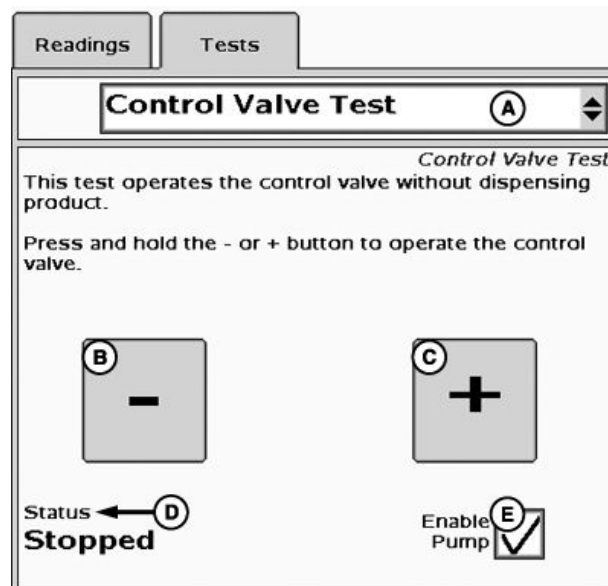 Readings Tests
Control Valve Test A
Control Valve Test
This test operates the control valve without dispensing
product.
Press and hold the - or + button to operate the control
valve.
B C
- +
Status D
Stopped
Enable E
Pump